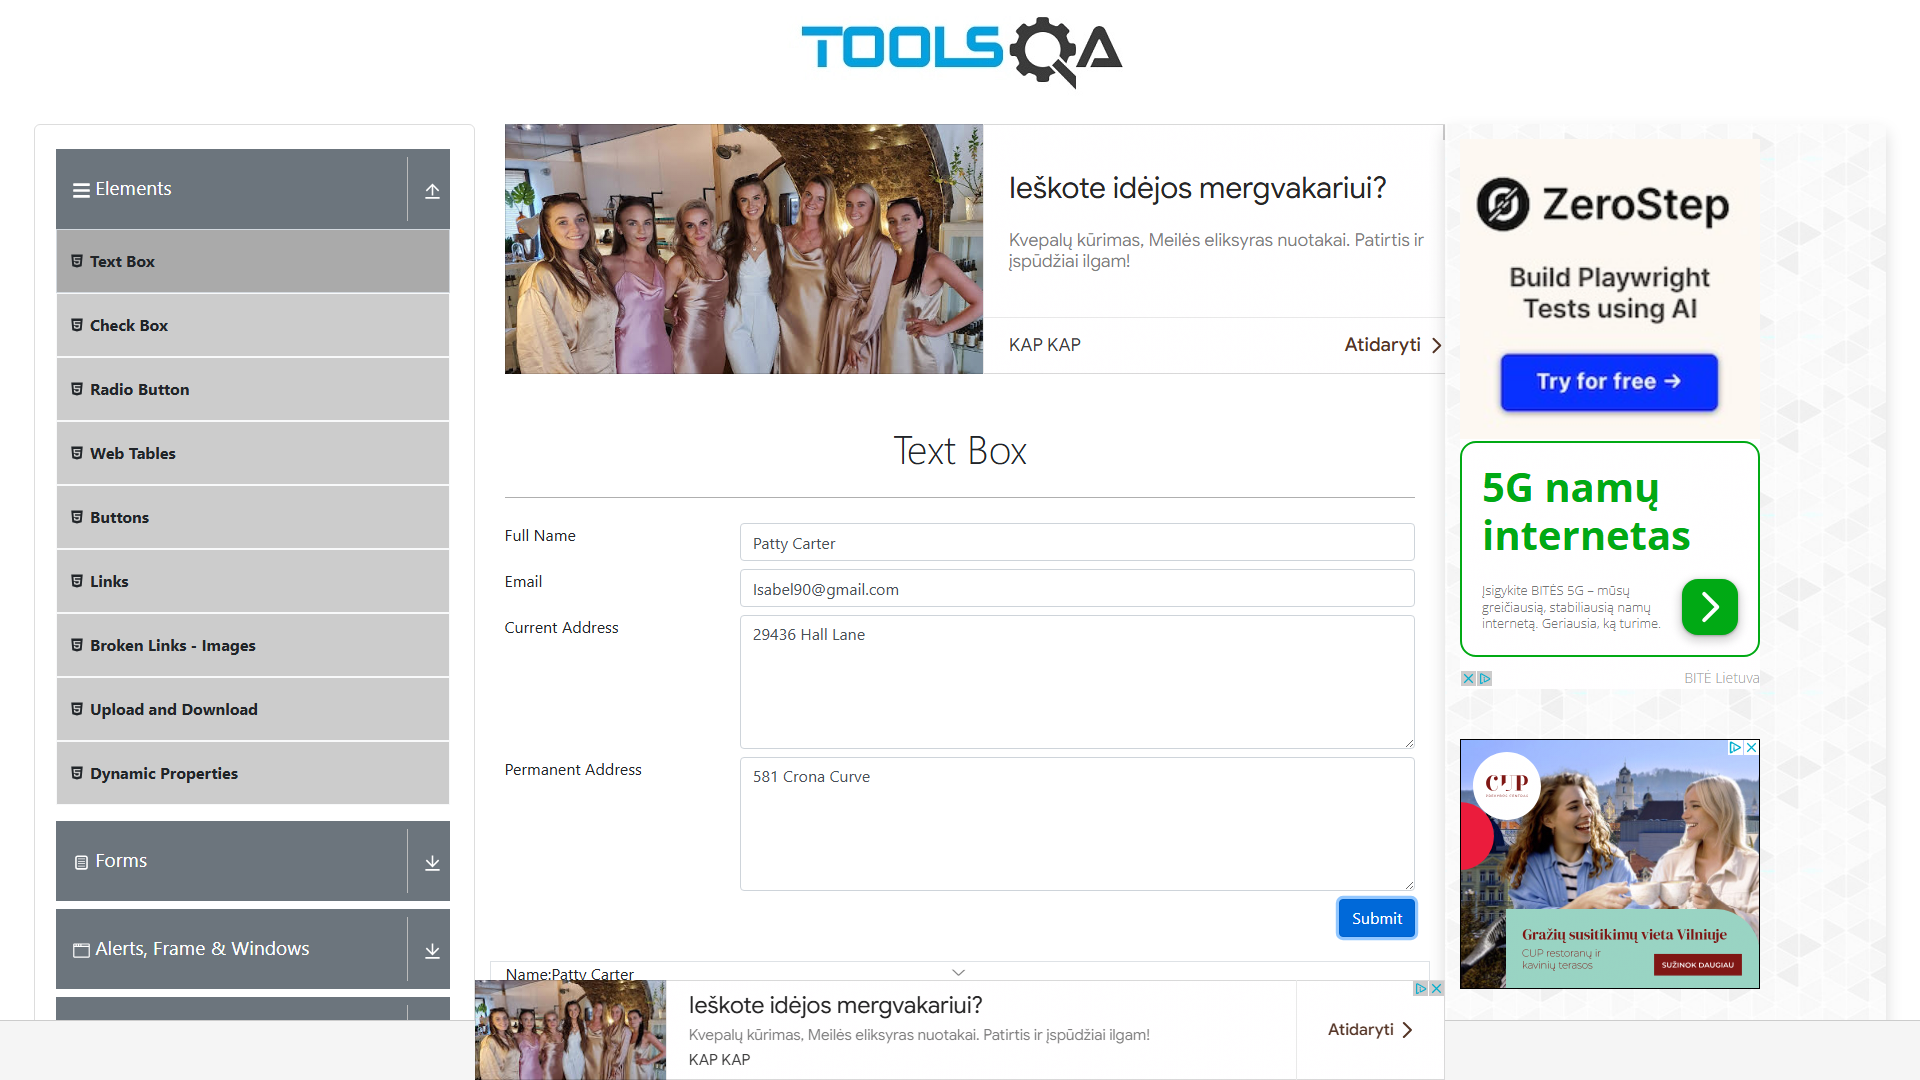 TOOLSQA
Elements
Text Box
Check Box
Radio Button
Web Tables
Buttons
Links
Broken Links - Images
Upload and Download
Dynamic Properties
Forms
Alerts, Frame & Windows
Ieškote idėjos mergvakariui?
Kvepalų kūrimas, Meilės eliksyras nuotakai. Patirtis ir
įspūdžiai ilgam!
KAP KAP
Atidaryti
Text Box
Full Name
Patty Carter
Email
Isabel90@gmail.com
Current Address
29436 Hall Lane
Permanent Address
581 Crona Curve
Submit
Name:Patty Carter
Ieškote idėjos mergvakariui?
Kvepalų kūrimas, Meilės eliksyras nuotakai. Patirtis ir įspūdžiai ilgam!
KAP KAP
Atidaryti
ZeroStep
Build Playwright
Tests using AI
Try for free →
5G namų
internetas
Įsigykite BITĖS 5G – mūsų
greičiausią, stabiliausią namų
internetą. Geriausia, ką turime.
BITĖ Lietuva
CUP
Gražių susitikimų vieta Vilniuje
CUP restoranų ir
kavinių terasos
SUŽINOK DAUGIAU